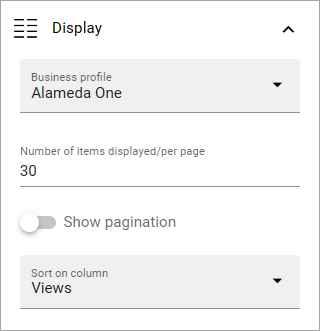 Display
Business profile
Alameda One
Number of items displayed/per page
30
Show pagination
Sort on column
Views